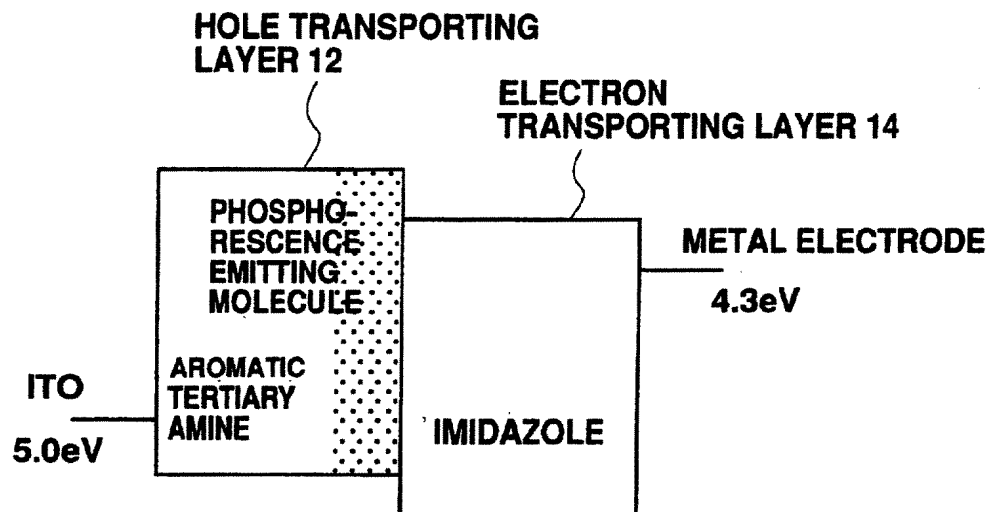 HOLE TRANSPORTING
LAYER 12
ELECTRON
TRANSPORTING LAYER 14
PHOSPHO-
RESCENCE
EMITTING
MOLECULE
METAL ELECTRODE
4.3eV
AROMATIC
TERTIARY
AMINE
ITO
5.0eV
IMIDAZOLE